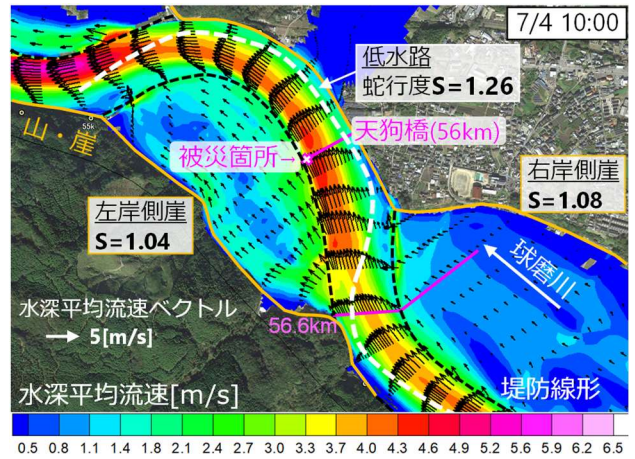 7/4 10:00
低水路
蛇行度S=1.26
天狗橋(56km)
被災箇所→
山・崖
55k
右岸側崖
S=1.08
左岸側崖
S=1.04
球磨川
水深平均流速ベクトル
→ 5[m/s]
56.6km
水深平均流速[m/s]
堤防線形
0.5 0.8 1.1 1.4 1.8 2.1 2.4 2.7 3.0 3.3 3.7 4.0 4.3 4.6 4.9 5.2 5.6 5.9 6.2 6.5